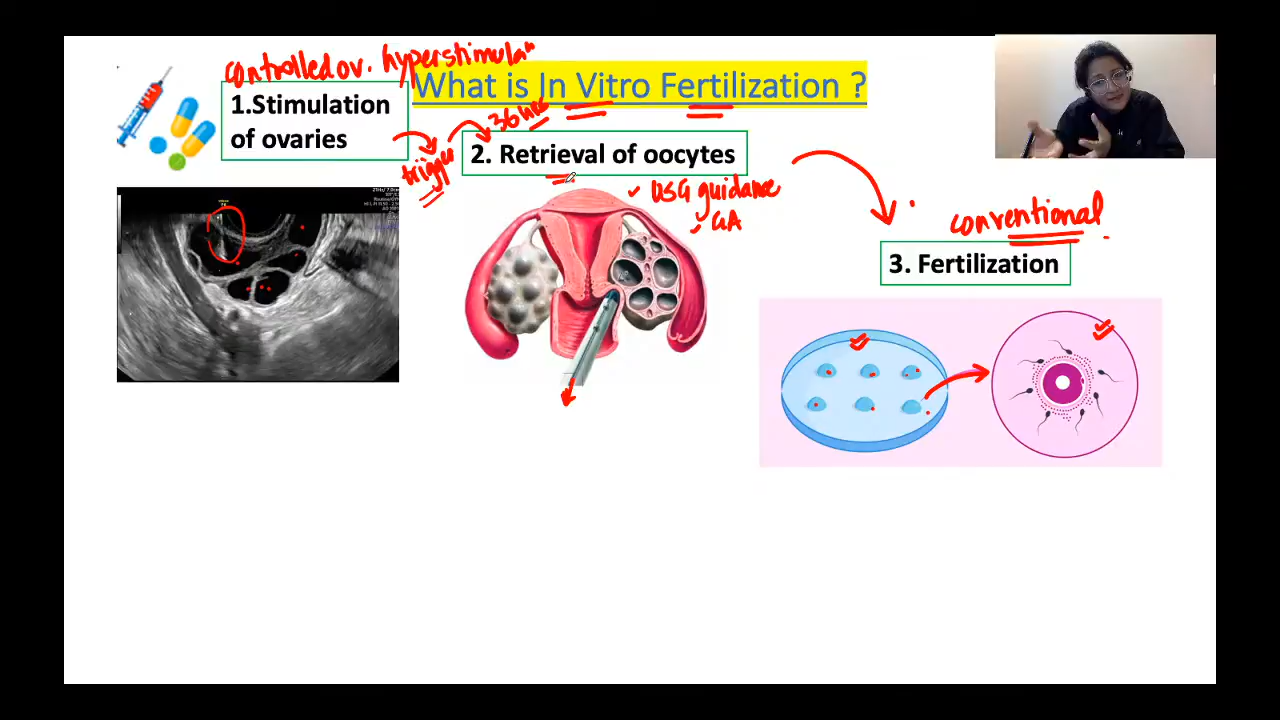 controlled ov. hyperstimulaⁿ
What is In Vitro Fertilization ?
1.Stimulation
of ovaries
trigger
36 hrs
2. Retrieval of oocytes
USG guidance
GA
conventional
3. Fertilization